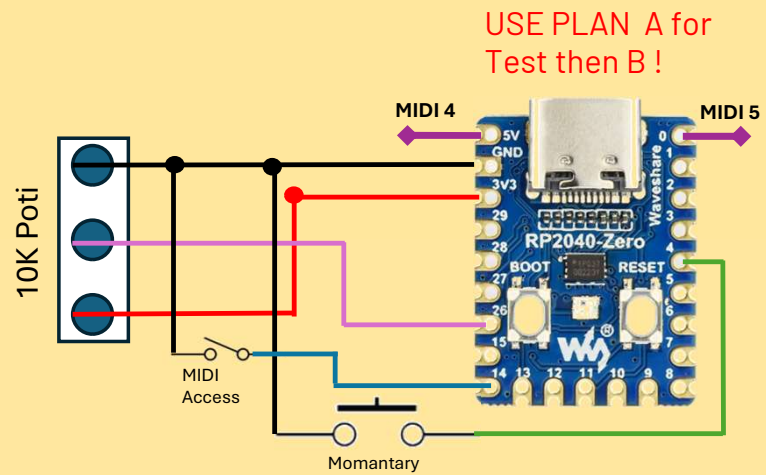 USE PLAN A for
Test then B !
MIDI 4
MIDI 5
5V
GND
3V3
29
28
27
26
15
14
13
12
11
10
9
8
0
1
2
3
4
5
6
7
Waveshare
RP2040-Zero
BOOT
RESET
10K Poti
MIDI
Access
Momantary